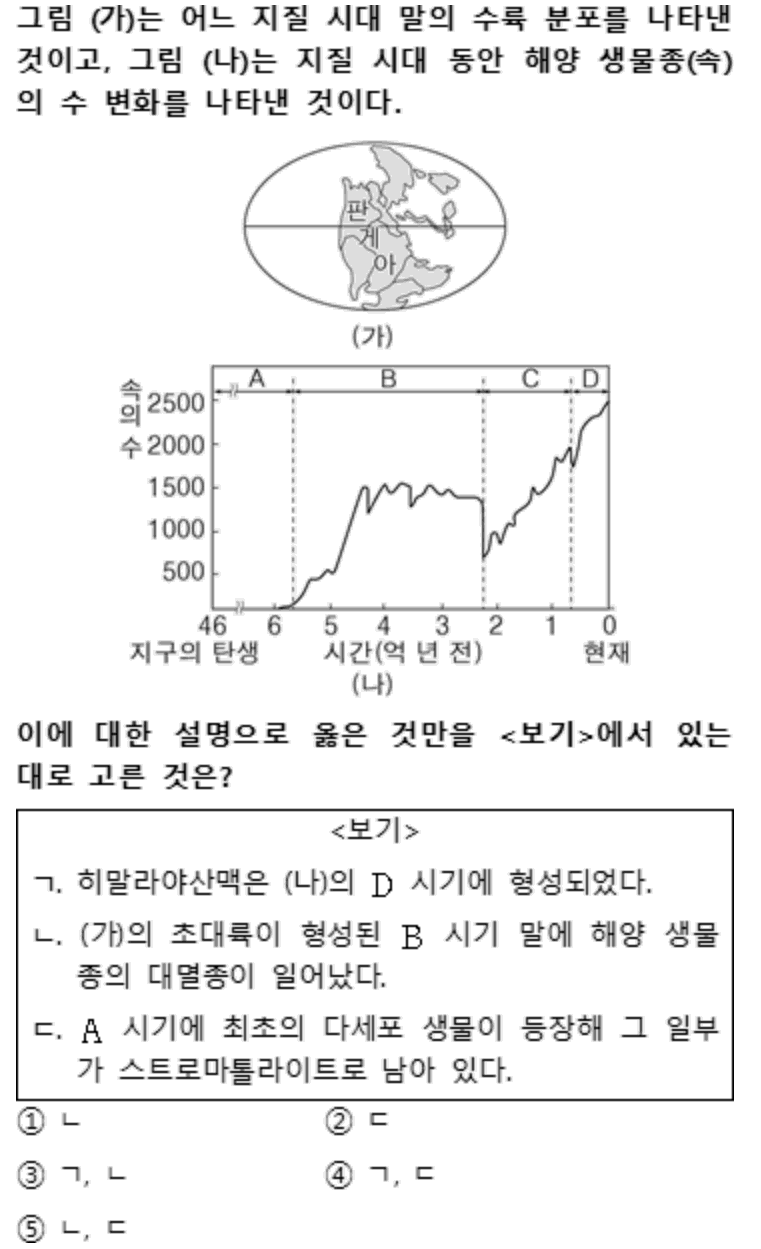 그림 (가)는 어느 지질 시대 말의 수륙 분포를 나타낸
것이고, 그림 (나)는 지질 시대 동안 해양 생물종(속)
의 수 변화를 나타낸 것이다.
판
게
아
(가)
A B C D
속
의
수
2500
2000
1500
1000
500
46 6 5 4 3 2 1 0
지구의 탄생 시간(억 년 전) 현재
(나)
이에 대한 설명으로 옳은 것만을 <보기>에서 있는
대로 고른 것은?
<보기>
ㄱ. 히말라야산맥은 (나)의 D 시기에 형성되었다.
ㄴ. (가)의 초대륙이 형성된 B 시기 말에 해양 생물
종의 대멸종이 일어났다.
ㄷ. A 시기에 최초의 다세포 생물이 등장해 그 일부
가 스트로마톨라이트로 남아 있다.
① ㄴ ② ㄷ
③ ㄱ, ㄴ ④ ㄱ, ㄷ
⑤ ㄴ, ㄷ